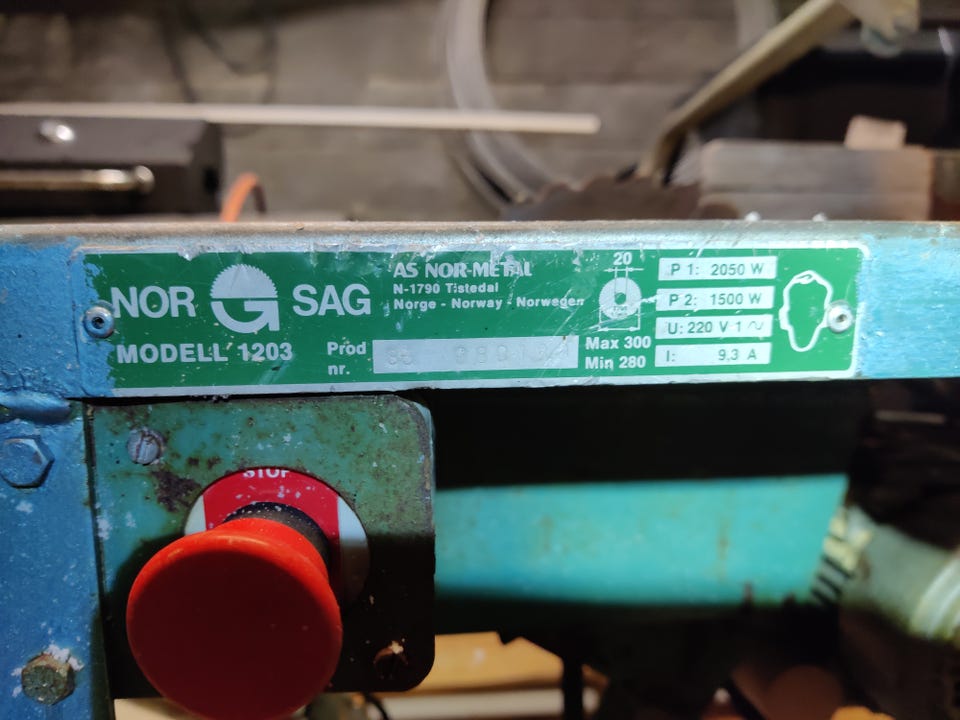 NOR SAG
MODELL 1203
AS NOR-METAL
N-1790 Tistedal
Norge - Norway - Norwegen
Prod
nr.
20
Max 300
Min 280
P 1: 2050 W
P 2: 1500 W
U: 220 V 1 ~
I: 9,3 A
STOP